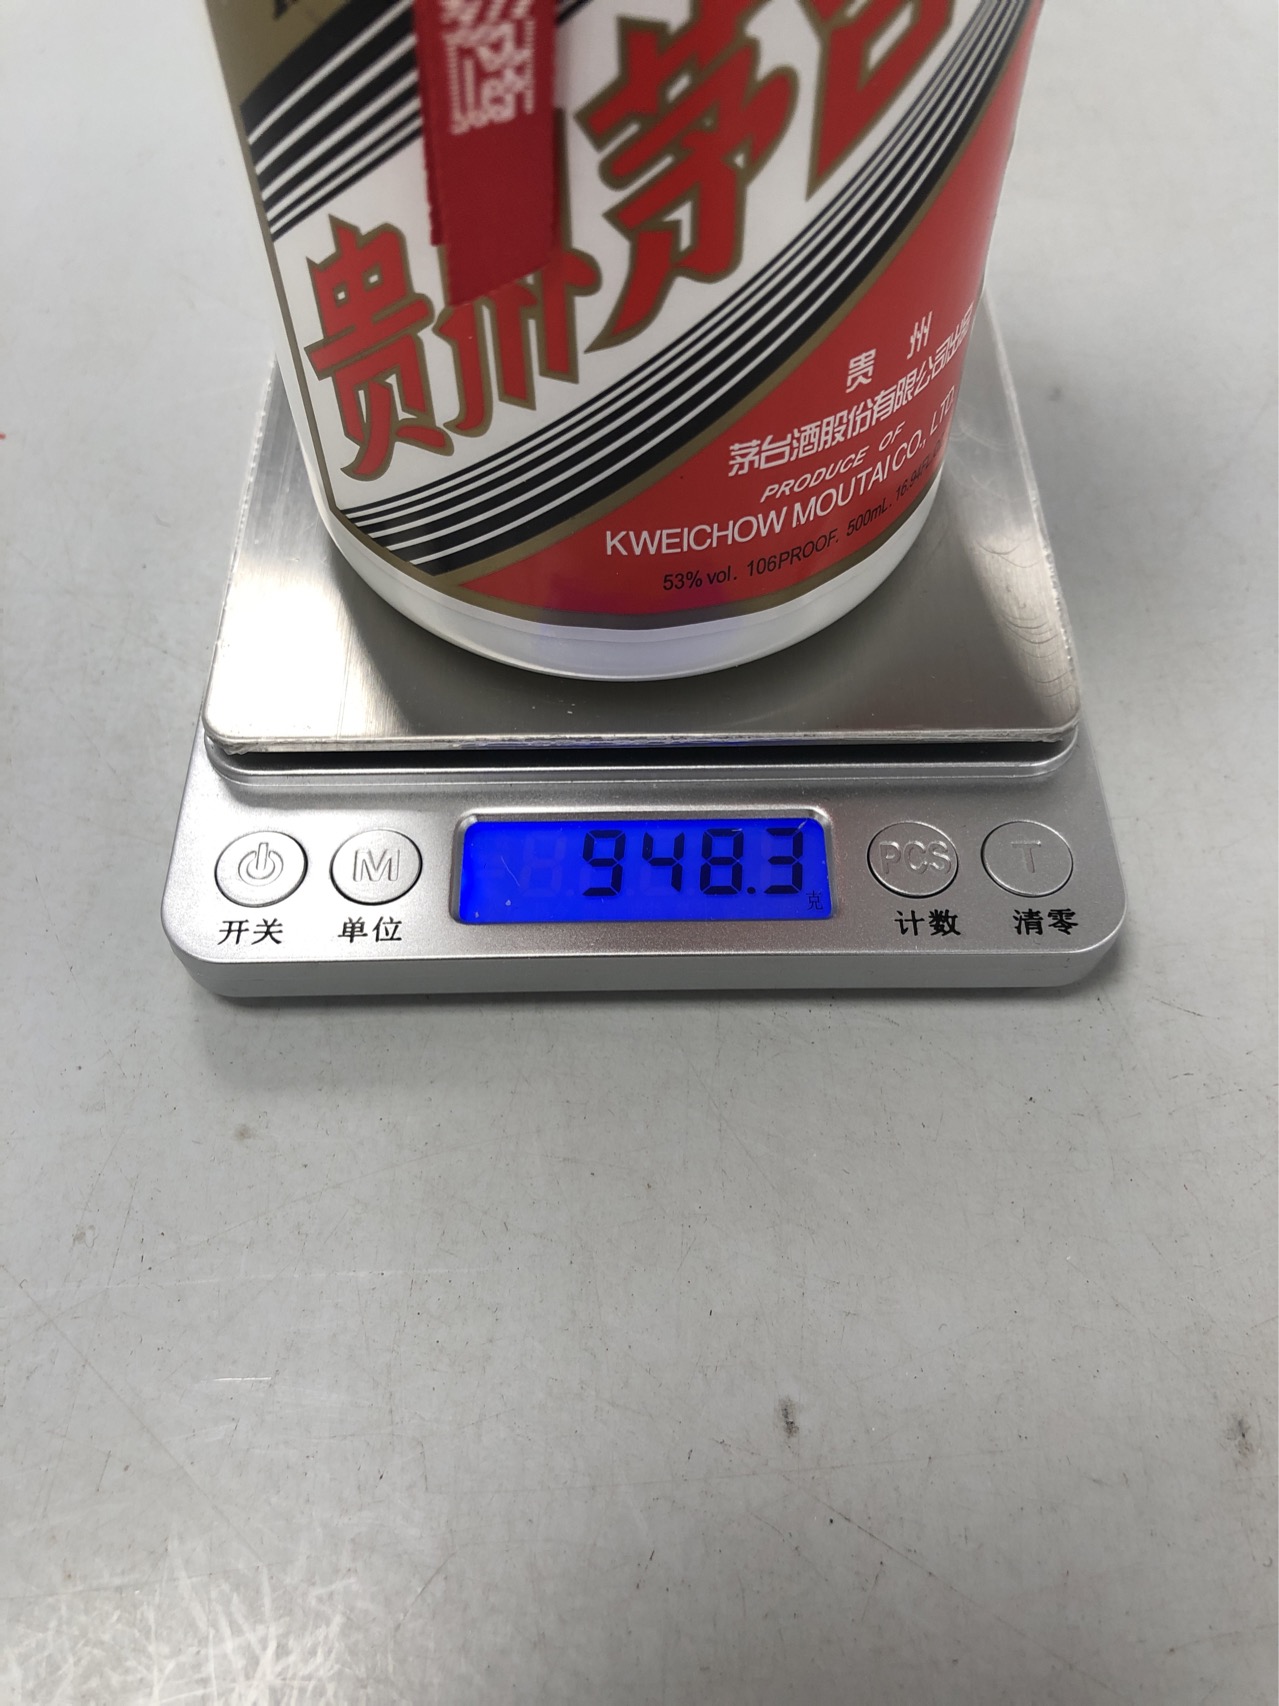 贵州茅台
贵州
茅台酒股份有限公司出品
PRODUCE OF
KWEICHOW MOUTAI CO., LTD.
53% vol. 106PROOF. 500mL.
948.3
克
PCS
M
T
开关
单位
计数
清零